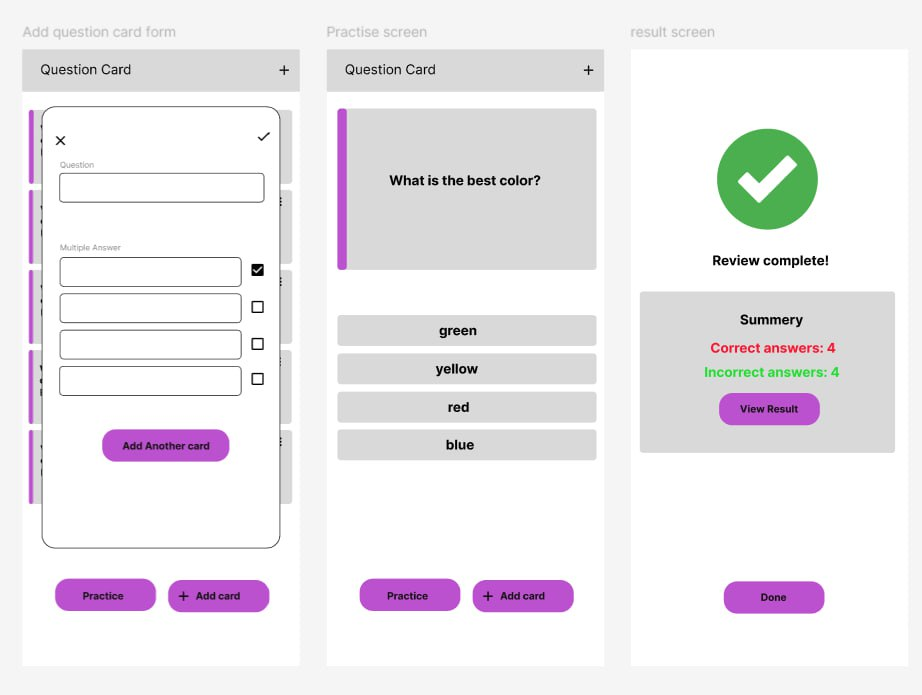 Add question card form
Question Card
Question
Multiple Answer
Add Another card
Practice
Add card
Practise screen
Question Card
What is the best color?
green
yellow
red
blue
Practice
Add card
result screen
Review complete!
Summery
Correct answers: 4
Incorrect answers: 4
View Result
Done